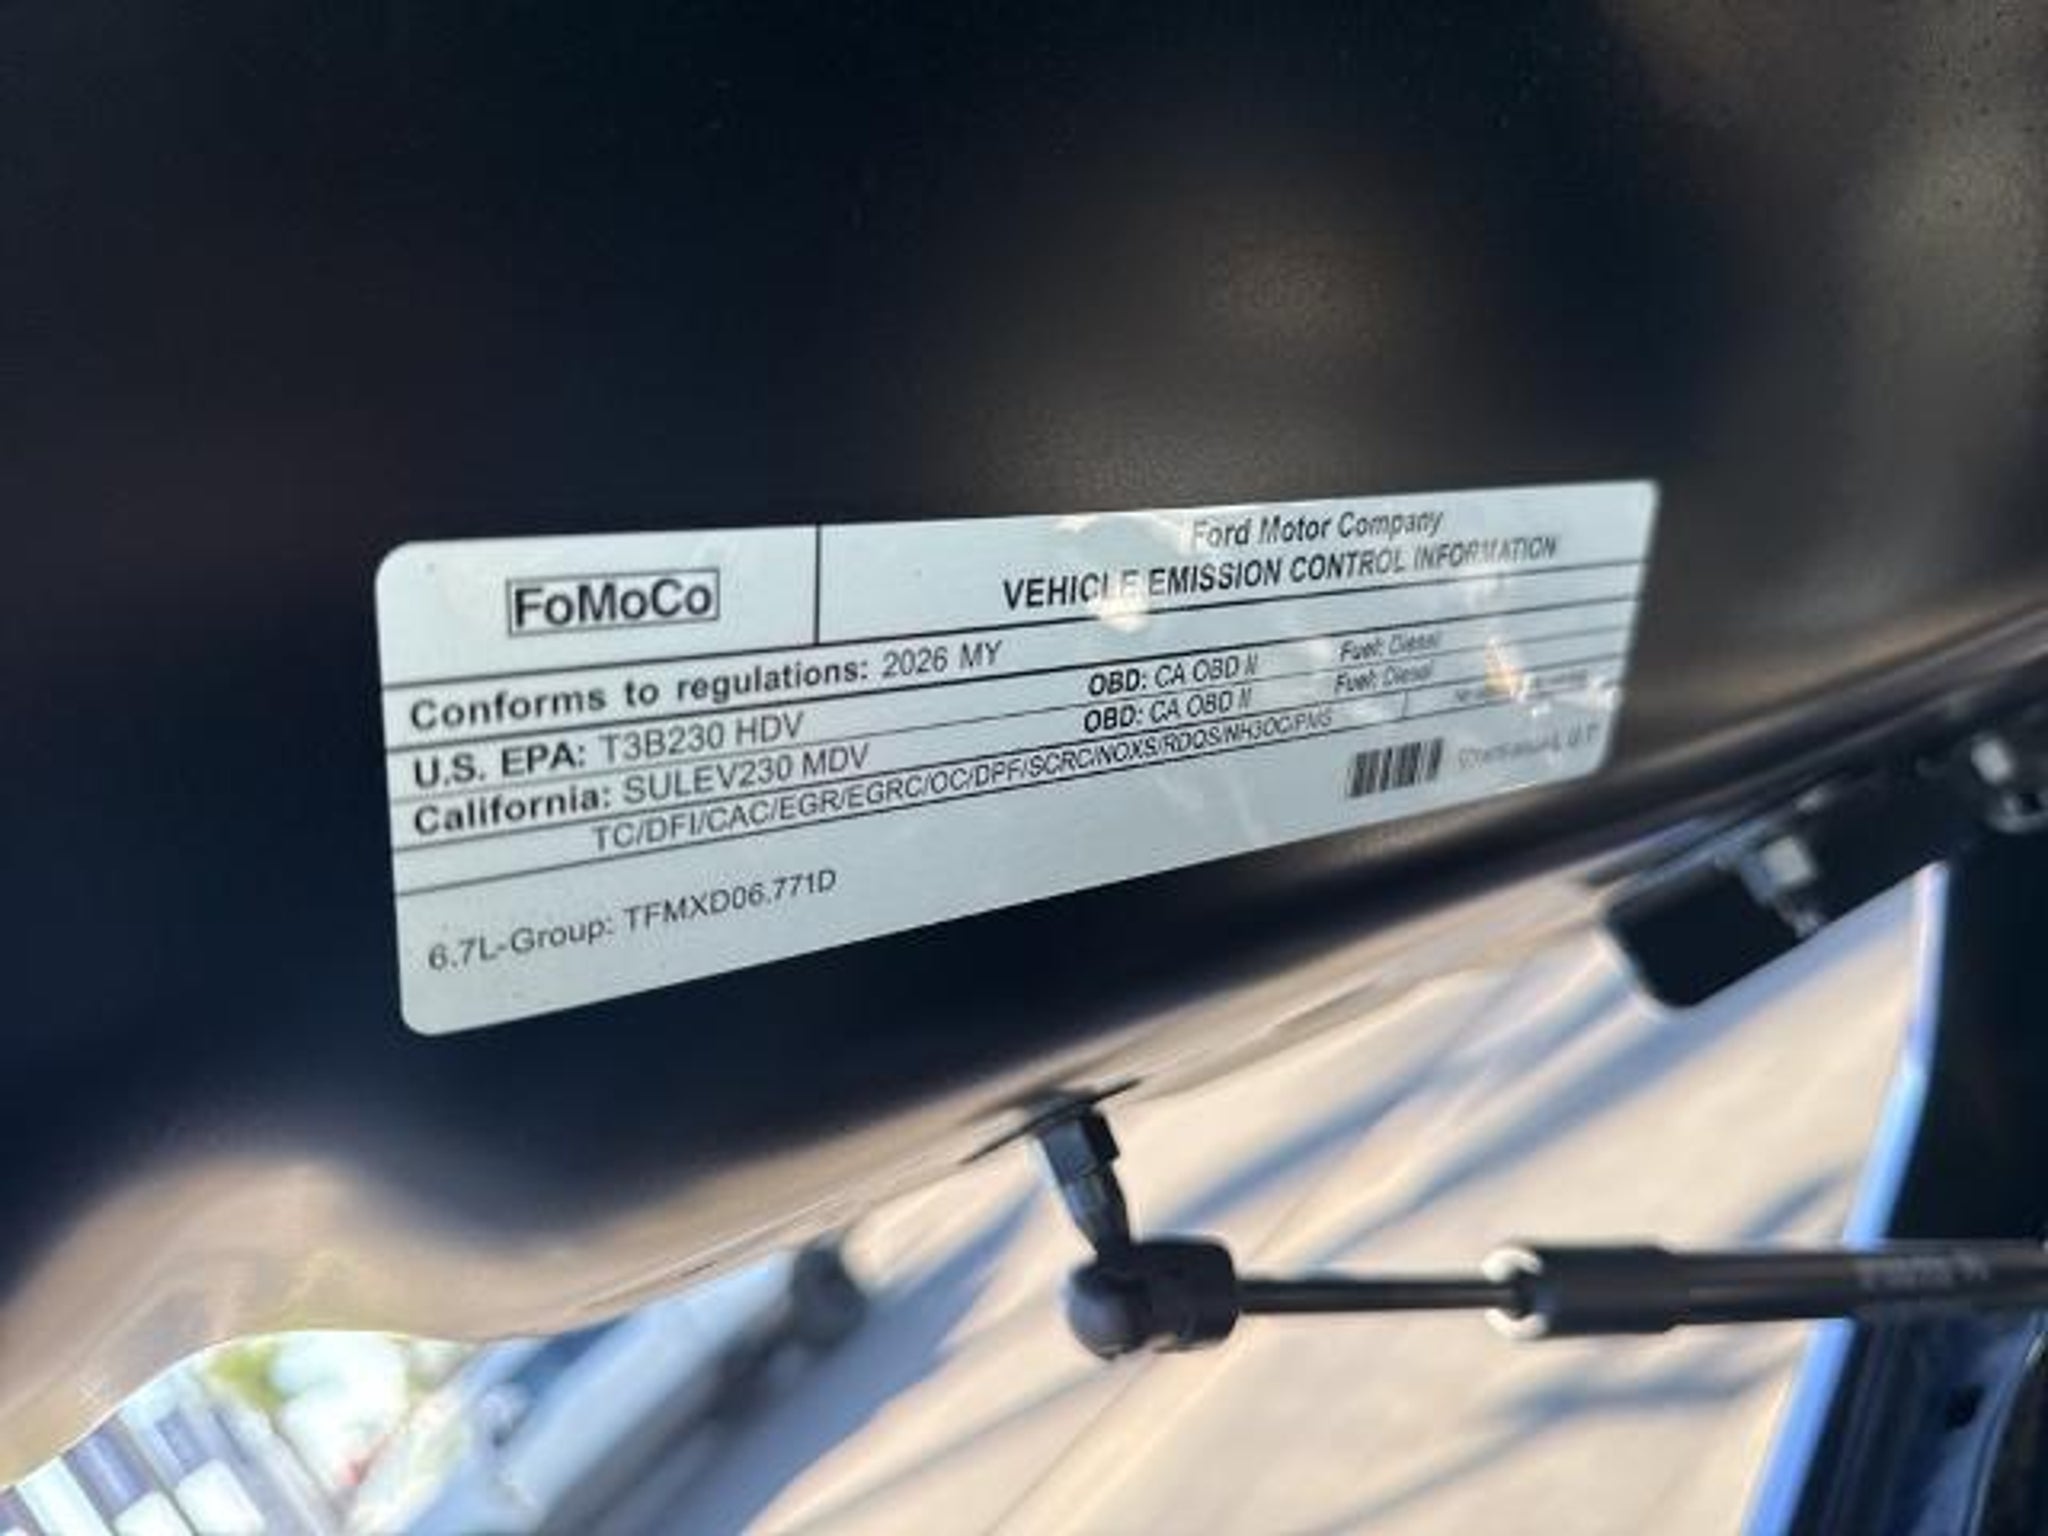 FoMoCo
Ford Motor Company
VEHICLE EMISSION CONTROL INFORMATION
Conforms to regulations: 2026 MY
U.S. EPA: T3B230 HDV OBD: CA OBD II Fuel: Diesel
California: SULEV230 MDV OBD: CA OBD II Fuel: Diesel
TC/DFI/CAC/EGR/EGRC/OC/DPF/SCRC/NOXS/RDQS/NH3OC/PMS
6.7L-Group: TFMXD06.771D